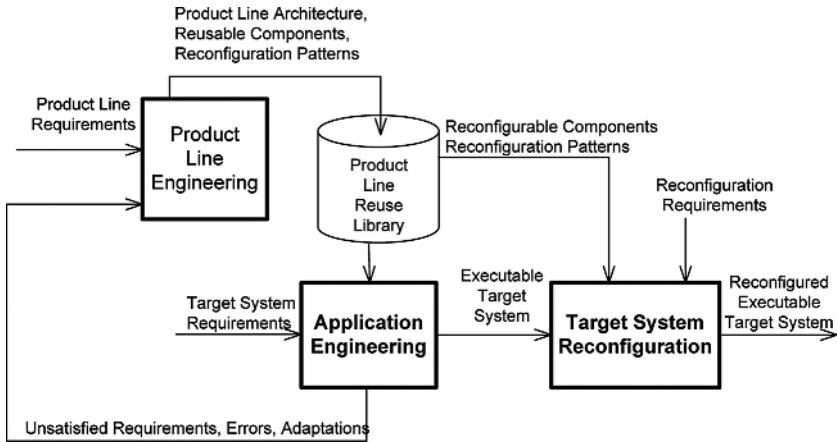 Product Line Architecture,
Reusable Components,
Reconfiguration Patterns
Product Line
Requirements
Product
Line
Engineering
Product
Line
Reuse
Library
Reconfigurable Components
Reconfiguration Patterns
Reconfiguration
Requirements
Target System
Requirements
Application
Engineering
Executable
Target
System
Target System
Reconfiguration
Reconfigured
Executable
Target System
Unsatisfied Requirements, Errors, Adaptations